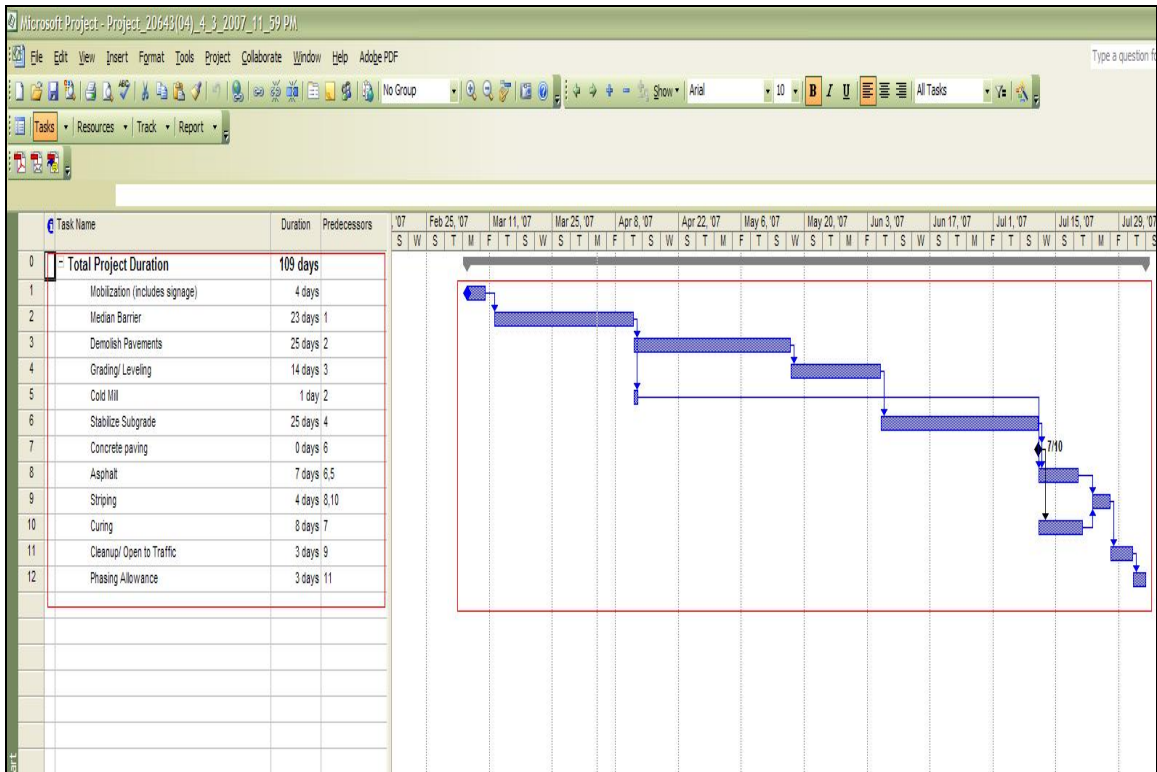 Microsoft Project - Project_20643(04)_4_3_2007_11_59 PM
File Edit View Insert Format Tools Project Collaborate Window Help Adobe PDF
Type a question fo
No Group Show Arial 10 B I U All Tasks
Tasks Resources Track Report
Task Name Duration Predecessors , '07 Feb 25, '07 Mar 11, '07 Mar 25, '07 Apr 8, '07 Apr 22, '07 May 6, '07 May 20, '07 Jun 3, '07 Jun 17, '07 Jul 1, '07 Jul 15, '07 Jul 29, '07
S W S T M F T S W S T M F T S W S T M F T S W S T M F T S W S T M F T S W S T M F T S
0 Total Project Duration 109 days
1 Mobilization (includes signage) 4 days
2 Median Barrier 23 days 1
3 Demolish Pavements 25 days 2
4 Grading/ Leveling 14 days 3
5 Cold Mill 1 day 2
6 Stabilize Subgrade 25 days 4
7 Concrete paving 0 days 6 7/10
8 Asphalt 7 days 6,5
9 Striping 4 days 8,10
10 Curing 8 days 7
11 Cleanup/ Open to Traffic 3 days 9
12 Phasing Allowance 3 days 11
art